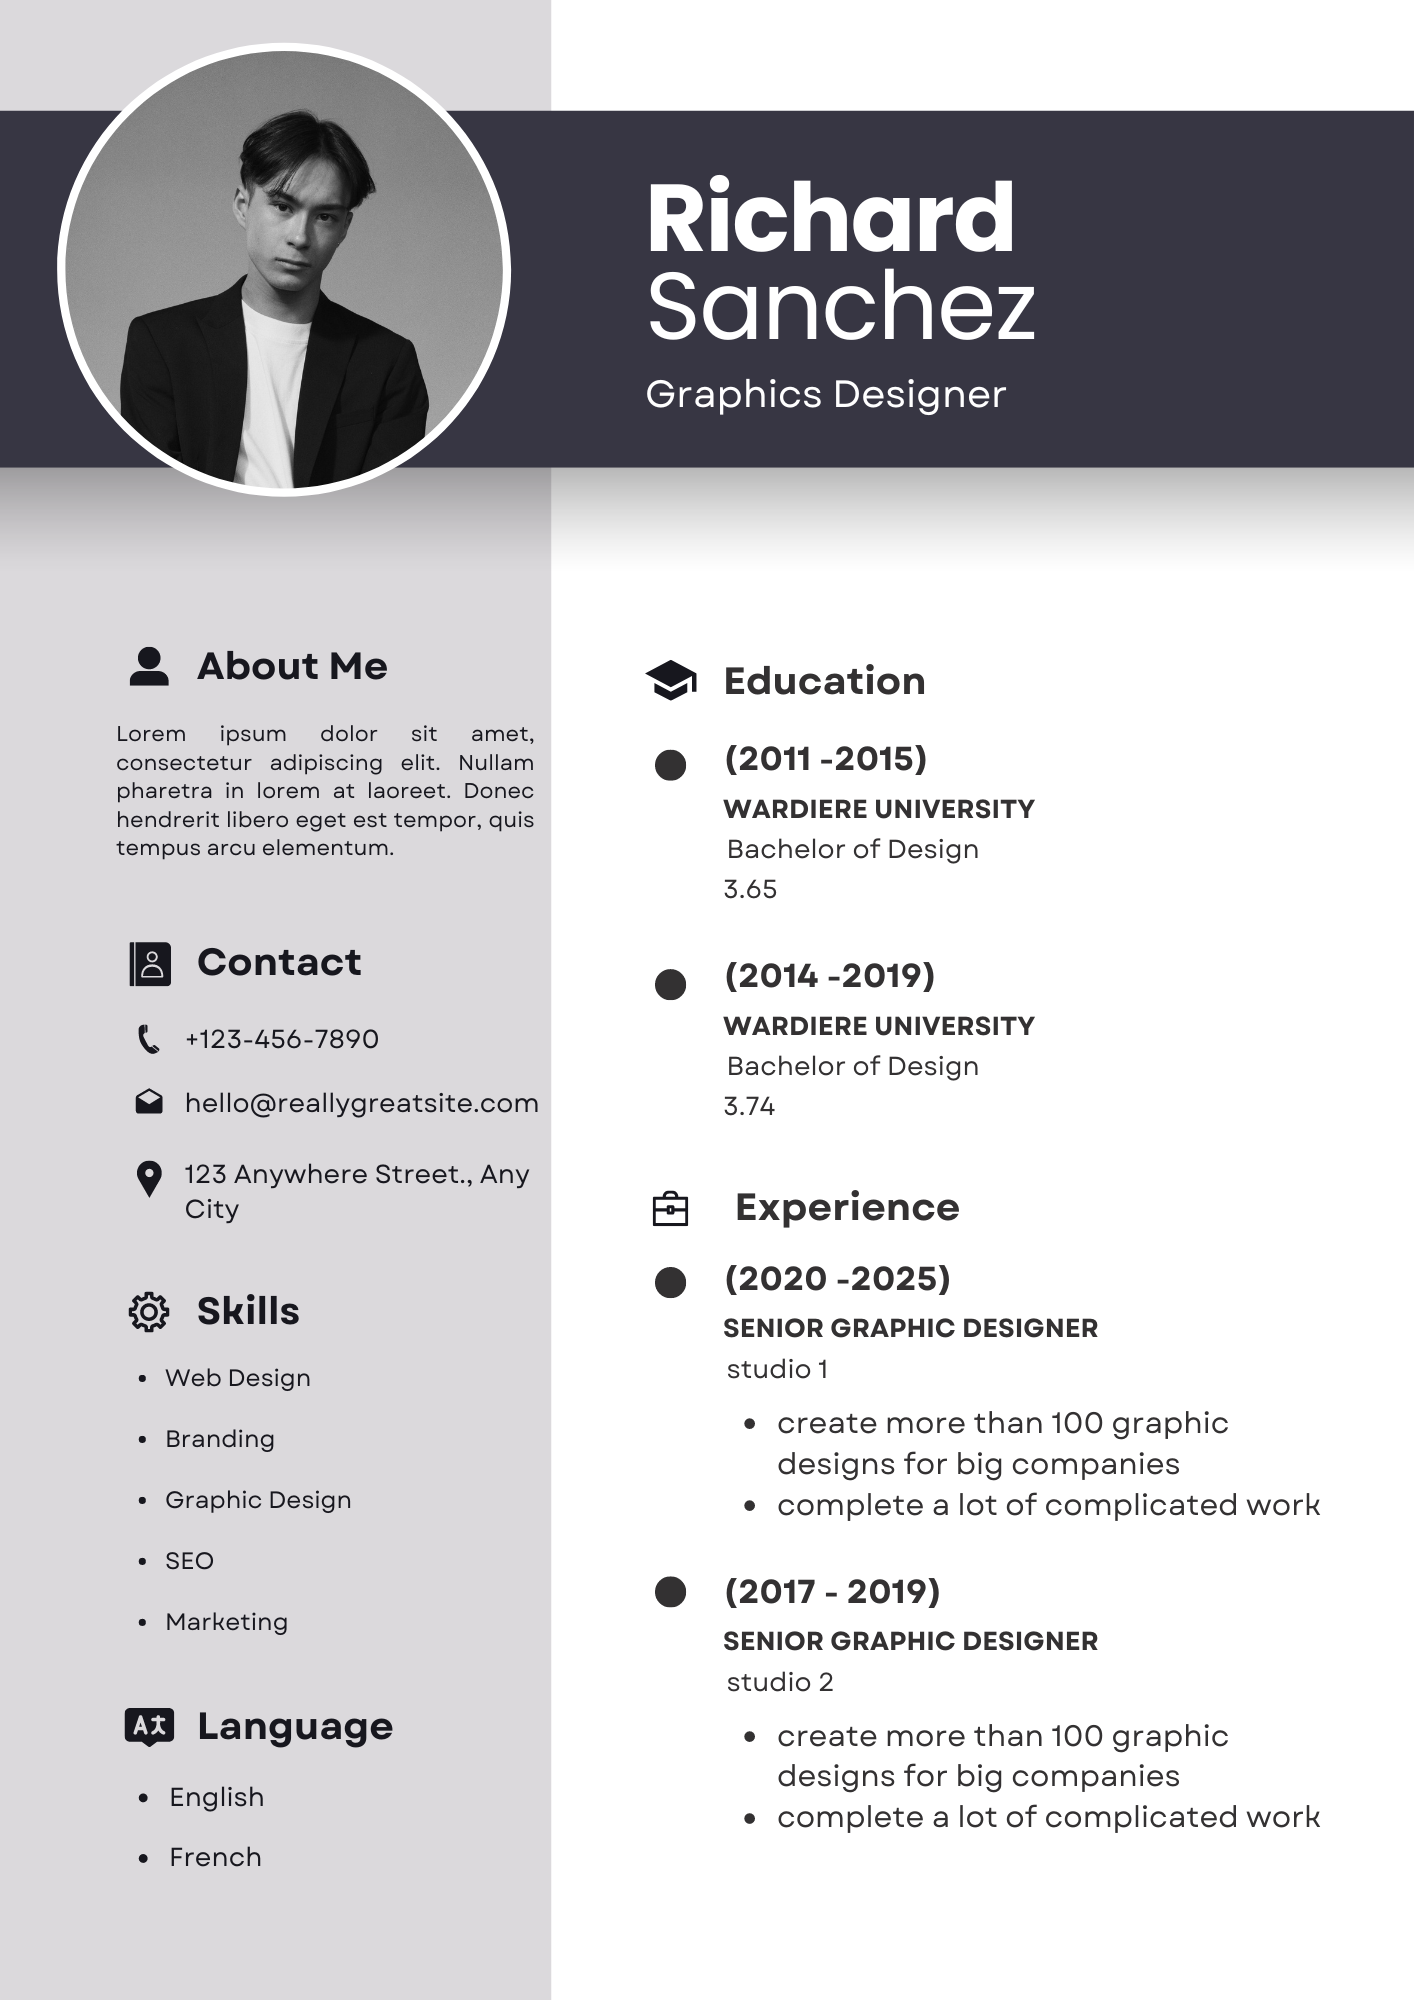 Richard
Sanchez
Graphics Designer
About Me
Lorem ipsum dolor sit amet,
consectetur adipiscing elit. Nullam
pharetra in lorem at laoreet. Donec
hendrerit libero eget est tempor, quis
tempus arcu elementum.
Contact
+123-456-7890
hello@reallygreatsite.com
123 Anywhere Street., Any
City
Skills
• Web Design
• Branding
• Graphic Design
• SEO
• Marketing
Language
• English
• French
Education
(2011 -2015)
WARDIERE UNIVERSITY
Bachelor of Design
3.65
(2014 -2019)
WARDIERE UNIVERSITY
Bachelor of Design
3.74
Experience
(2020 -2025)
SENIOR GRAPHIC DESIGNER
studio 1
• create more than 100 graphic
designs for big companies
• complete a lot of complicated work
(2017 - 2019)
SENIOR GRAPHIC DESIGNER
studio 2
• create more than 100 graphic
designs for big companies
• complete a lot of complicated work